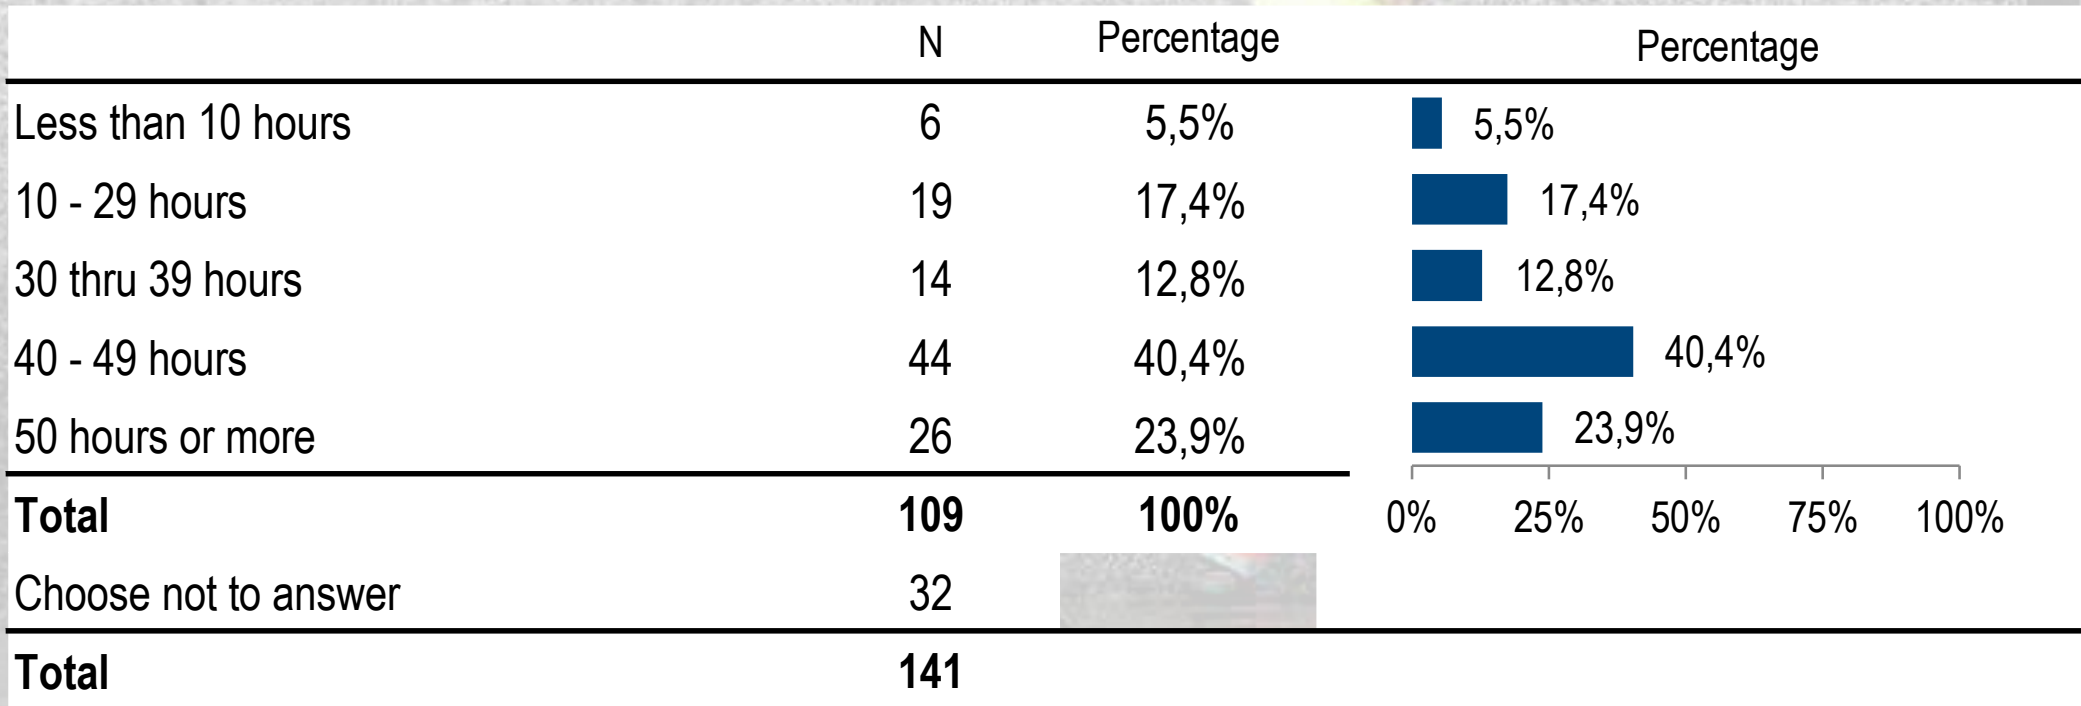 N Percentage Percentage
Less than 10 hours 6 5,5% 5,5%
10 - 29 hours 19 17,4% 17,4%
30 thru 39 hours 14 12,8% 12,8%
40 - 49 hours 44 40,4% 40,4%
50 hours or more 26 23,9% 23,9%
Total 109 100% 0% 25% 50% 75% 100%
Choose not to answer 32
Total 141